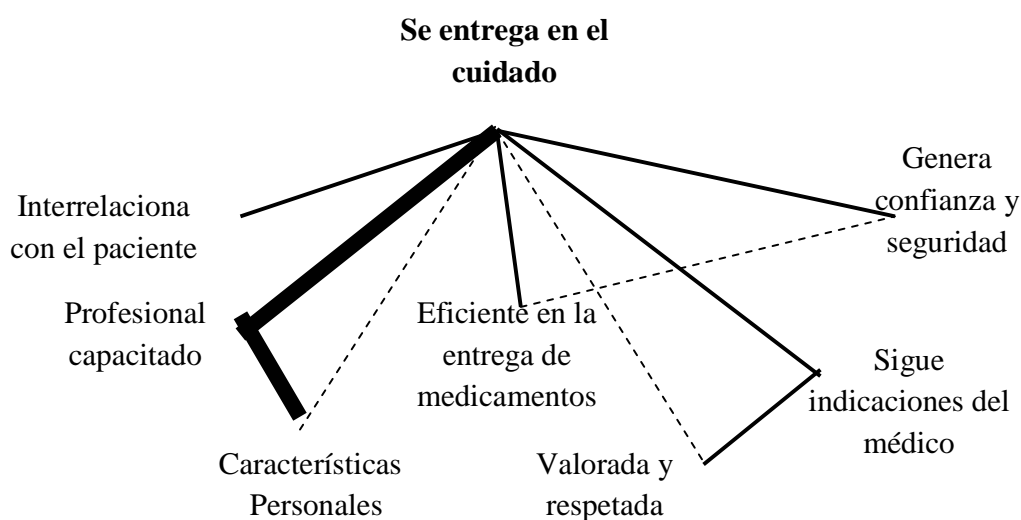 Se entrega en el
cuidado
Interrelaciona
con el paciente
Genera
confianza y
seguridad
Profesional
capacitado
Eficiente en la
entrega de
medicamentos
Sigue
indicaciones del
médico
Características
Personales
Valorada y
respetada